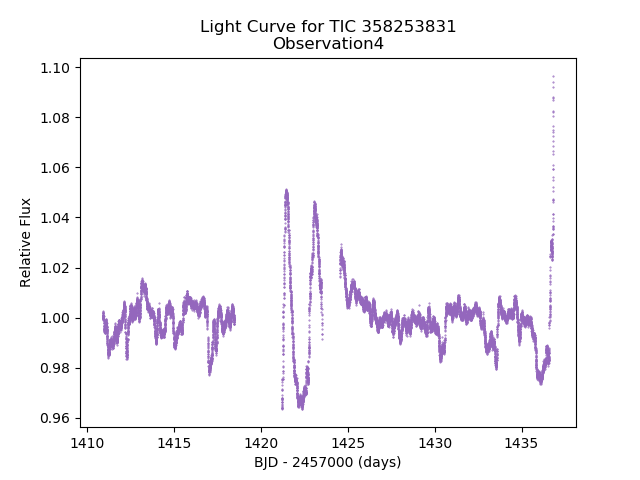 Light Curve for TIC 358253831
Observation4
1.10
1.08
1.06
1.04
1.02
1.00
0.98
0.96
Relative Flux
1410 1415 1420 1425 1430 1435
BJD - 2457000 (days)